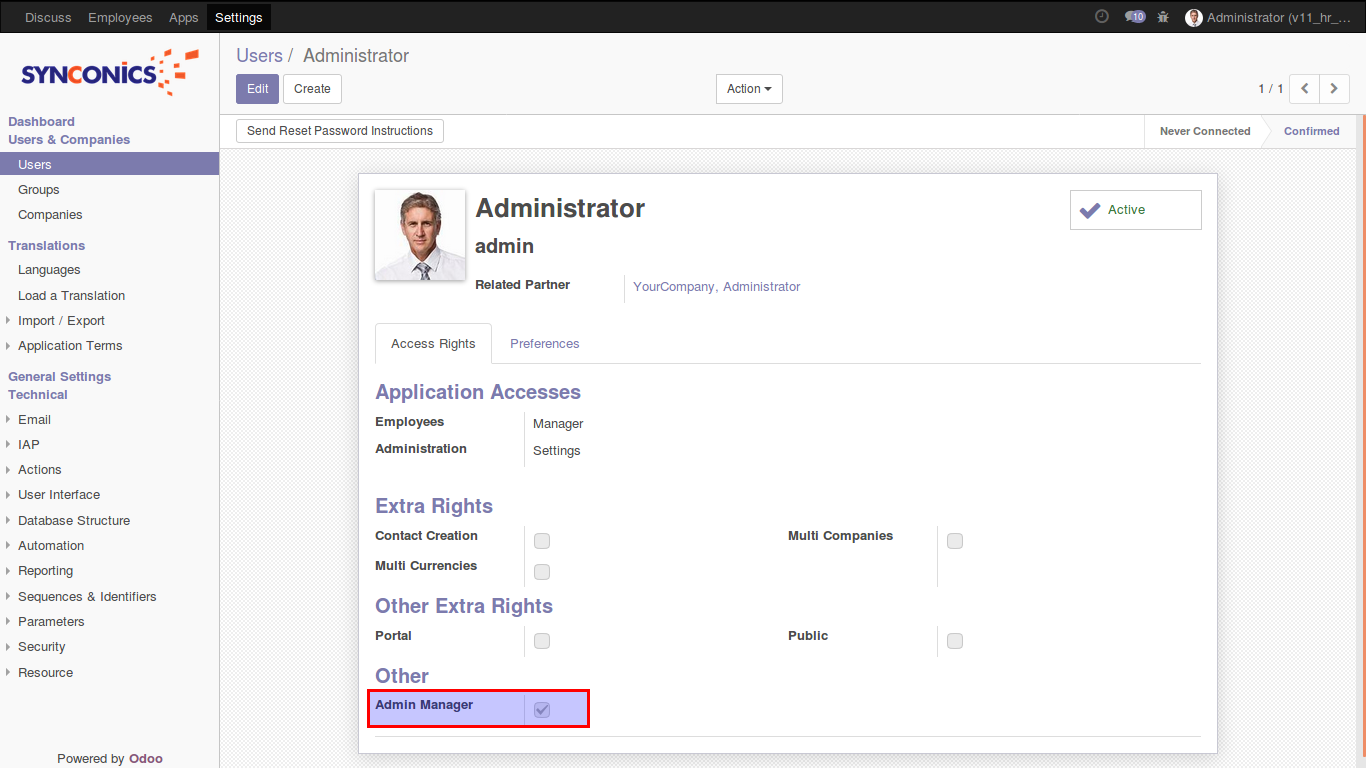 Discuss Employees Apps Settings 10 Administrator (v11_hr_...
SYNCONICS
Dashboard
Users & Companies
Users
Groups
Companies
Translations
Languages
Load a Translation
Import / Export
Application Terms
General Settings
Technical
Email
IAP
Actions
User Interface
Database Structure
Automation
Reporting
Sequences & Identifiers
Parameters
Security
Resource
Powered by Odoo
Users / Administrator
Edit Create Action 1 / 1
Send Reset Password Instructions Never Connected Confirmed
Administrator
Active
admin
Related Partner YourCompany, Administrator
Access Rights Preferences
Application Accesses
Employees Manager
Administration Settings
Extra Rights
Contact Creation Multi Companies
Multi Currencies
Other Extra Rights
Portal Public
Other
Admin Manager